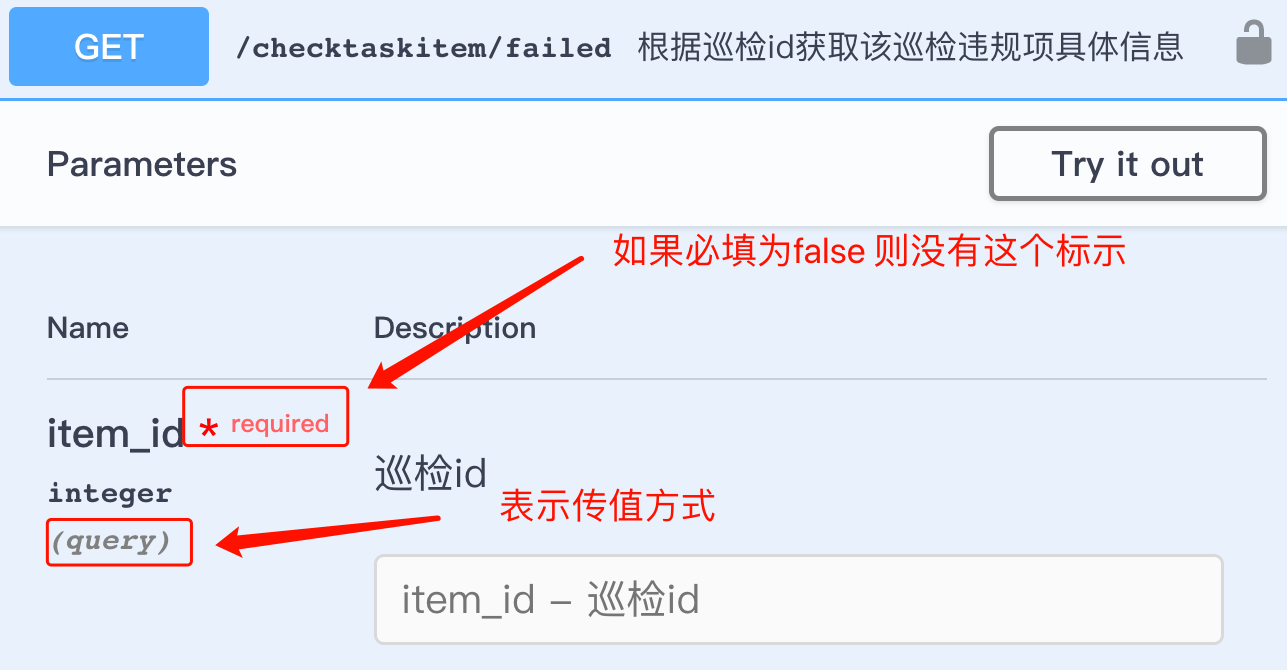 GET /checktaskitem/failed 根据巡检id获取该巡检违规项具体信息
Parameters Try it out
如果必填为false 则没有这个标示
Name Description
item_id * required
巡检id
integer
表示传值方式
(query)
item_id – 巡检id